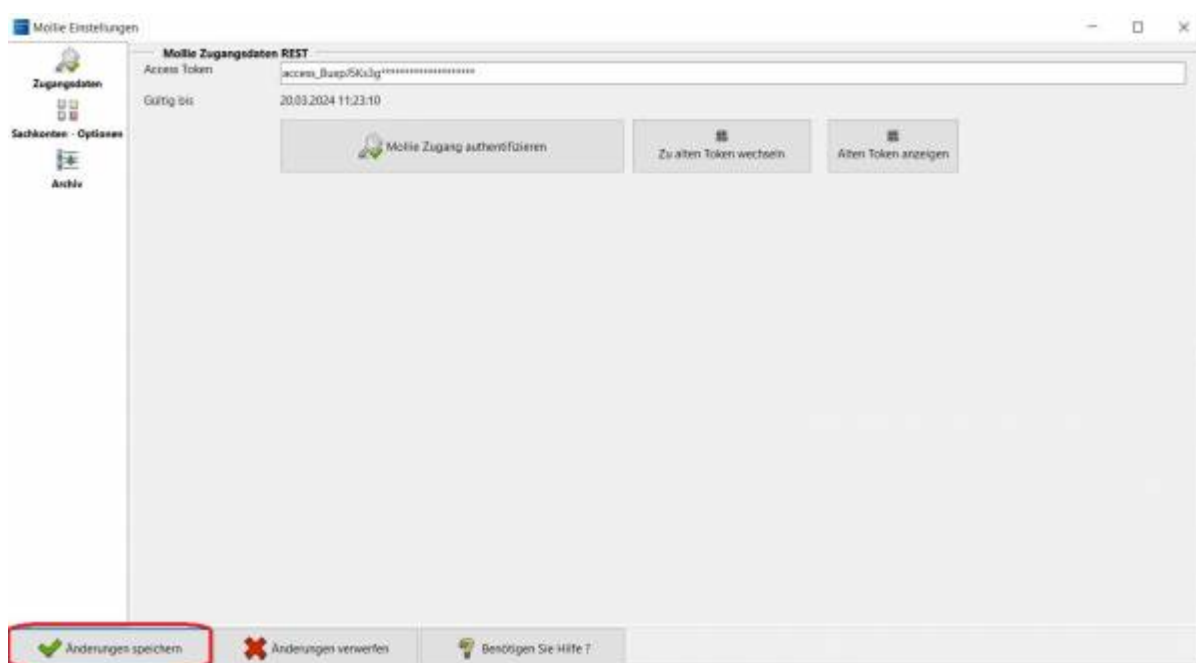 Mollie Einstellungen
Mollie Zugangsdaten REST
Zugangsdaten
Access Token
Gültig bis
20.03.2024 11:23:10
Sachkonten - Optionen
Archiv
Mollie Zugang authentifizieren
Zu alten Token wechseln
Alten Token anzeigen
Änderungen speichern
Änderungen verwerfen
Benötigen Sie Hilfe ?